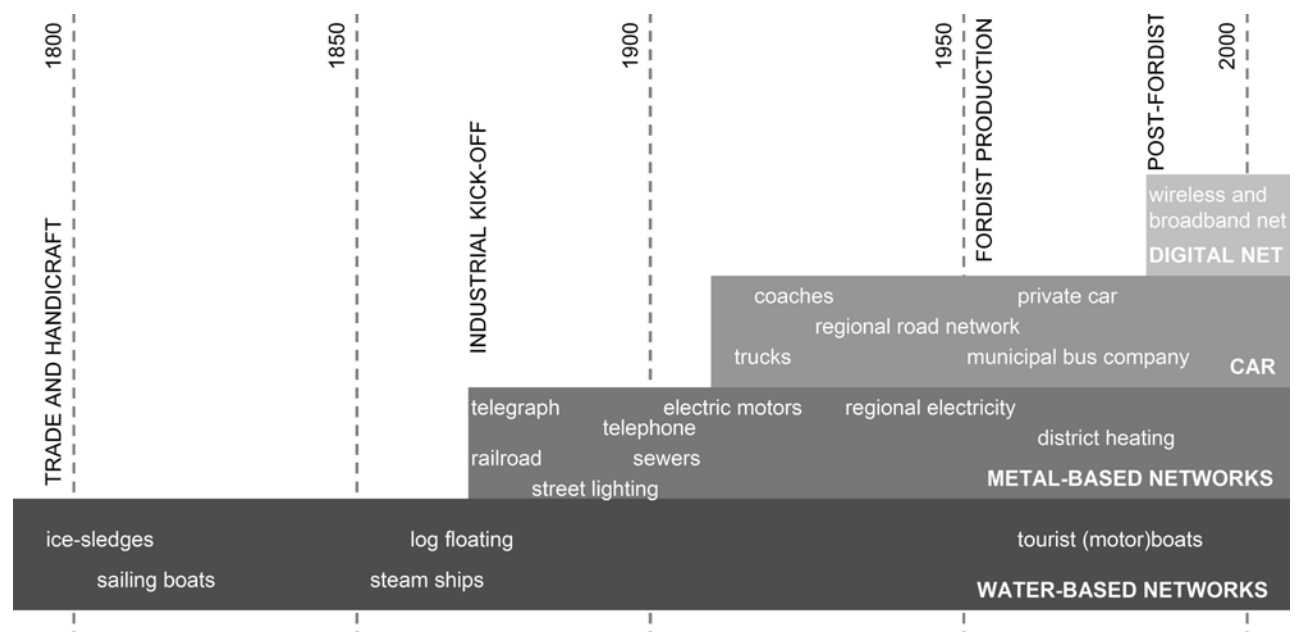 1800
1850
1900
1950
2000
TRADE AND HANDICRAFT
INDUSTRIAL KICK-OFF
FORDIST PRODUCTION
POST-FORDIST
wireless and
broadband net
DIGITAL NET
coaches
private car
regional road network
trucks
municipal bus company
CAR
telegraph
electric motors
regional electricity
telephone
district heating
railroad
sewers
METAL-BASED NETWORKS
street lighting
ice-sledges
log floating
tourist (motor)boats
sailing boats
steam ships
WATER-BASED NETWORKS